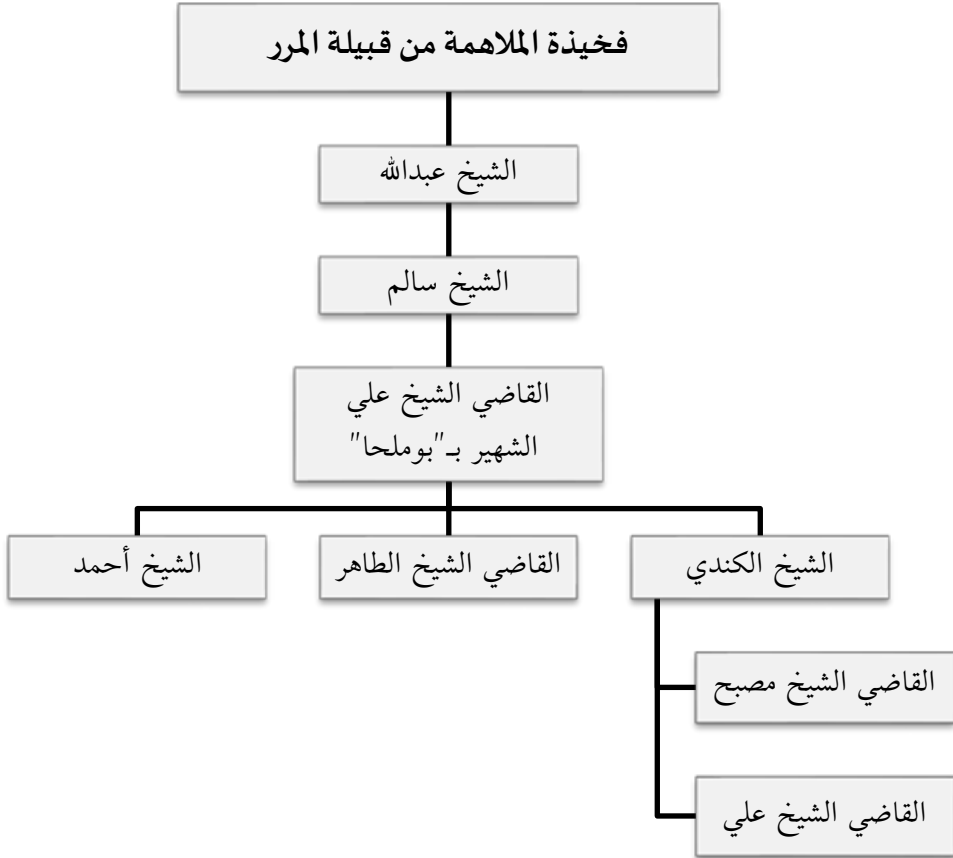 فخيذة الملاهمة من قبيلة المرر
الشيخ عبدالله
الشيخ سالم
القاضي الشيخ علي
الشهير بـ"بوملحا"
الشيخ الكندي
القاضي الشيخ الطاهر
الشيخ أحمد
القاضي الشيخ مصبح
القاضي الشيخ علي